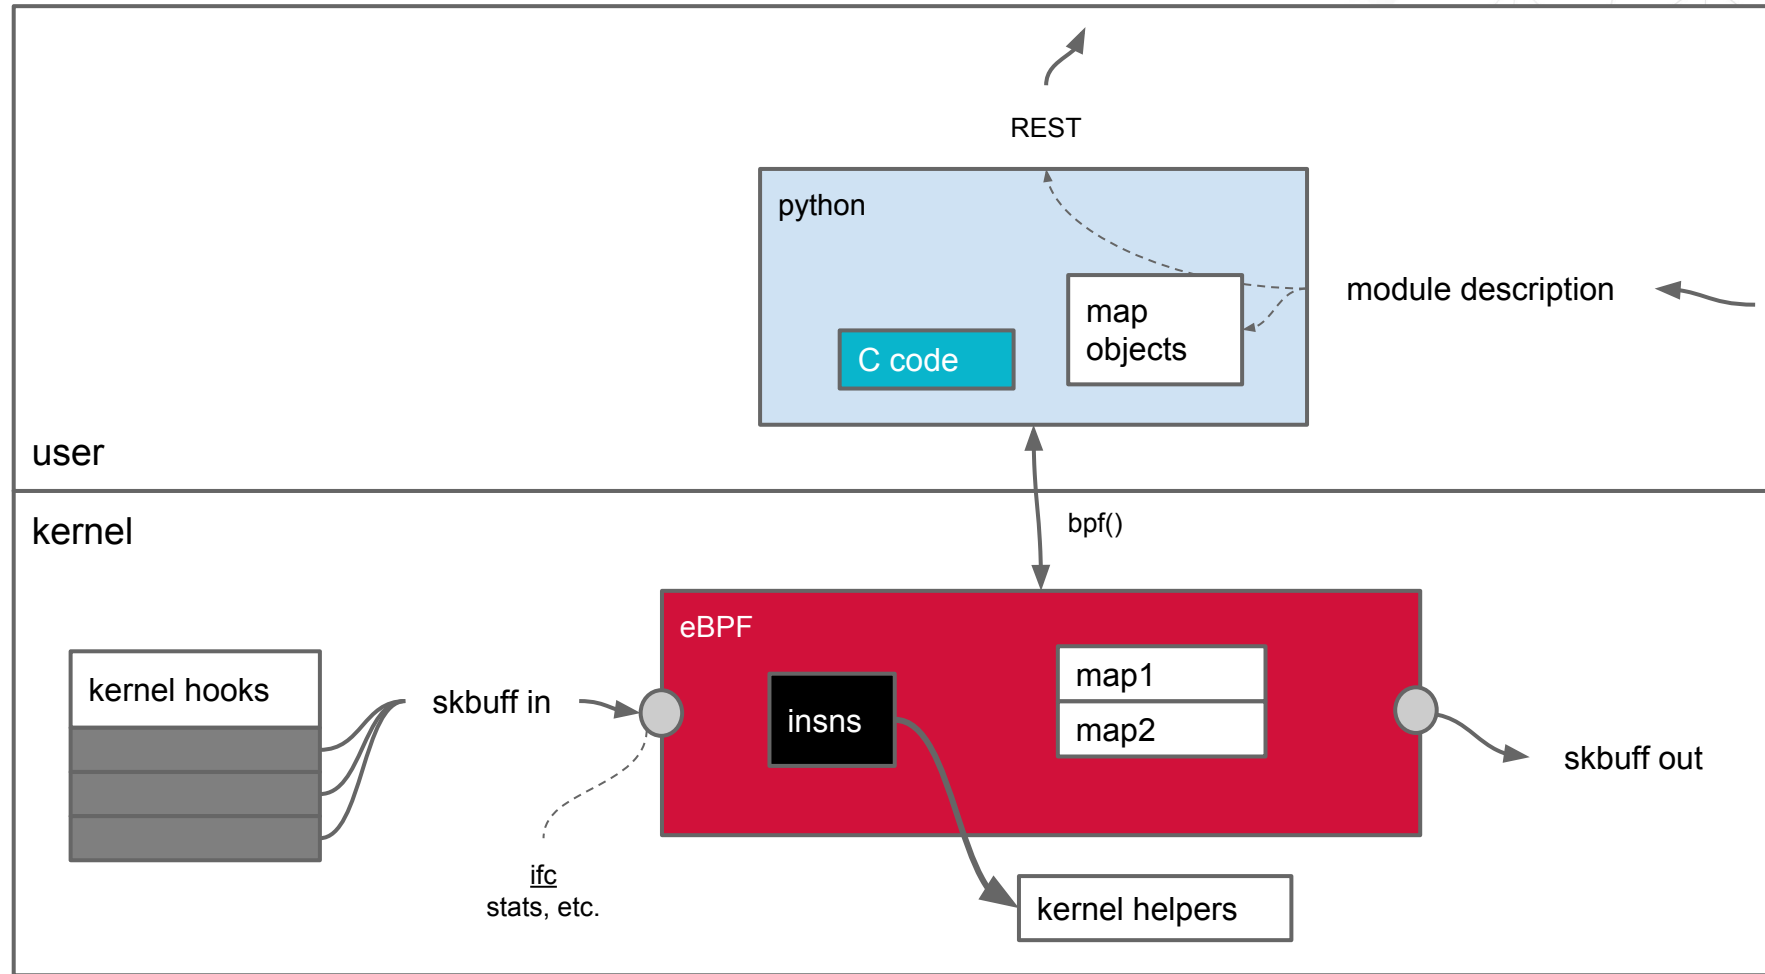 REST
python
module description
map
objects
C code
user
kernel
bpf()
eBPF
kernel hooks
skbuff in
insns
map1
map2
skbuff out
ifc
stats, etc.
kernel helpers